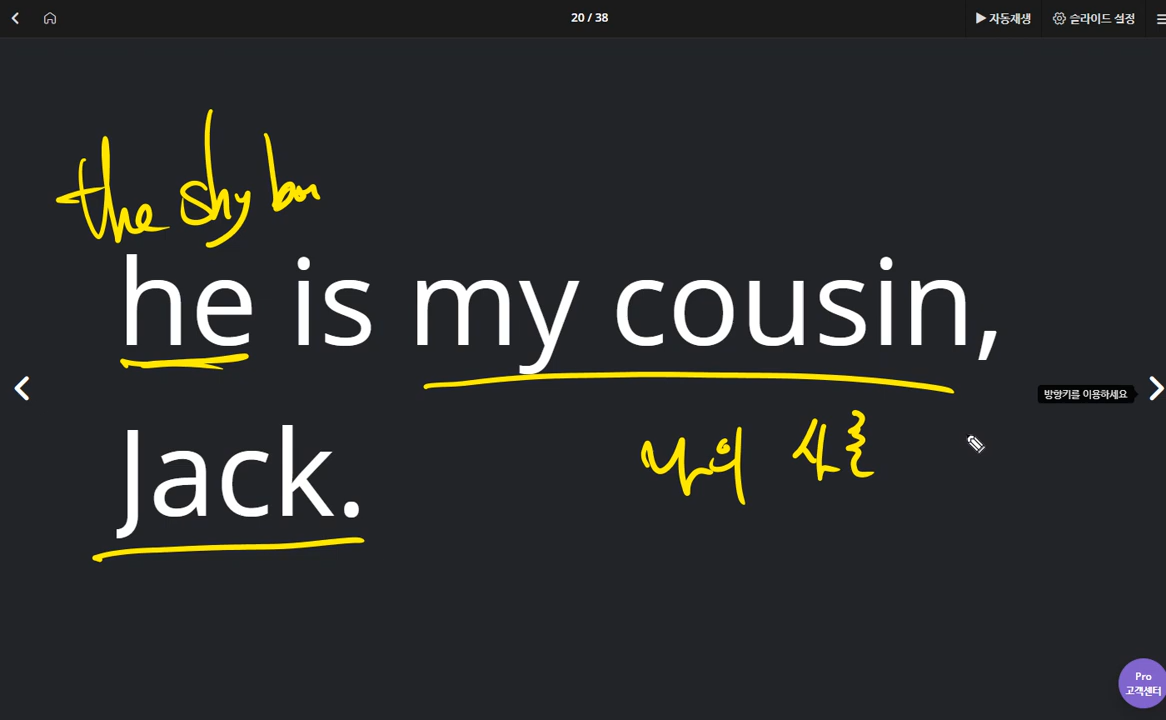 20 / 38
자동재생
슬라이드 설정
the shy boy
he is my cousin,
방향키를 이용하세요
Jack.
나의 사촌
Pro
고객센터